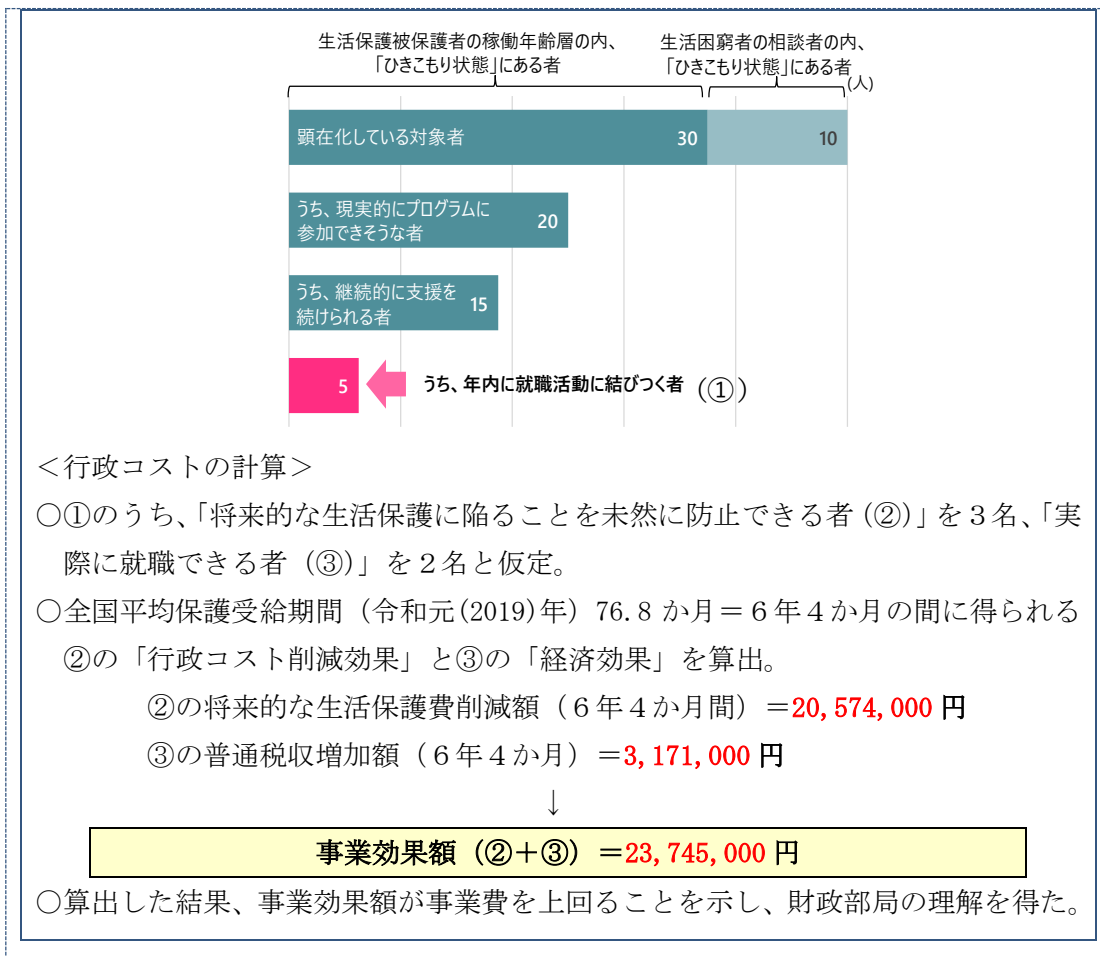 生活保護被保護者の稼働年齢層の内、
「ひきこもり状態」にある者
生活困窮者の相談者の内、
「ひきこもり状態」にある者
(人)
顕在化している対象者 30 10
うち、現実的にプログラムに
参加できそうな者 20
うち、継続的に支援を
続けられる者 15
5 うち、年内に就職活動に結びつく者 (①)
＜行政コストの計算＞
○①のうち、「将来的な生活保護に陥ることを未然に防止できる者(②)」を３名、「実
際に就職できる者（③）」を２名と仮定。
○全国平均保護受給期間（令和元(2019)年）76.8 か月＝６年４か月の間に得られる
②の「行政コスト削減効果」と③の「経済効果」を算出。
②の将来的な生活保護費削減額（６年４か月間）＝20,574,000 円
③の普通税収増加額（６年４か月）＝3,171,000 円
↓
事業効果額（②＋③）＝23,745,000 円
○算出した結果、事業効果額が事業費を上回ることを示し、財政部局の理解を得た。